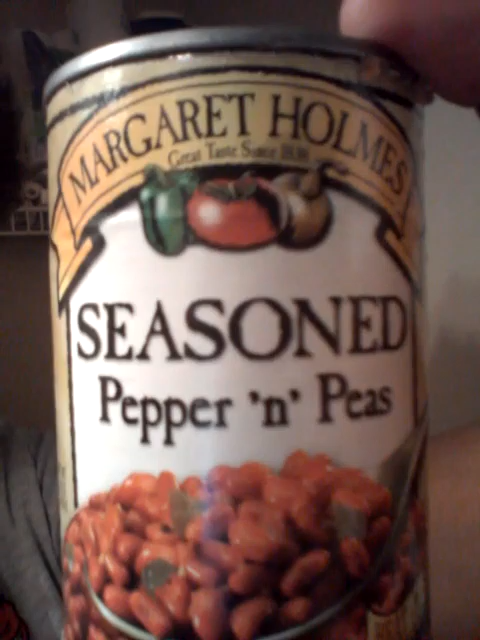 MARGARET HOLMES
Great Taste Since 1838
SEASONED
Pepper 'n' Peas